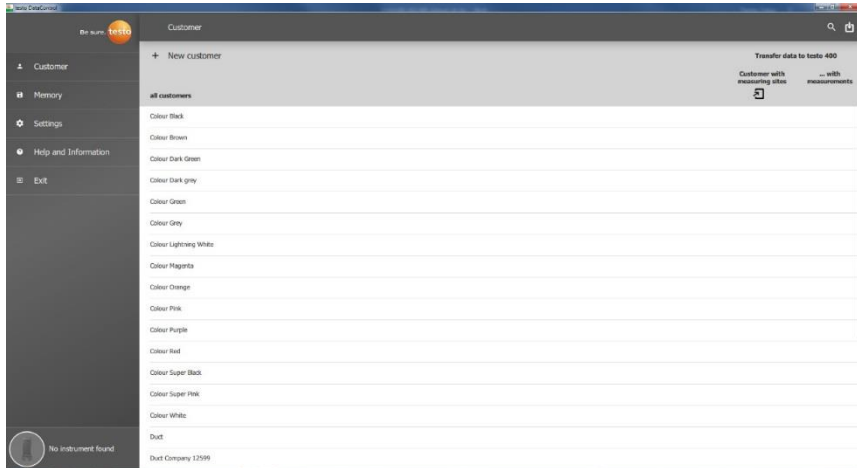 testo DataControl
Be sure. testo
Customer
Customer
Memory
Settings
Help and Information
Exit
No instrument found
+ New customer
Transfer data to testo 400
Customer with
measuring sites
... with
measurements
all customers
Colour Black
Colour Brown
Colour Dark Green
Colour Dark grey
Colour Green
Colour Grey
Colour Lightning White
Colour Magenta
Colour Orange
Colour Pink
Colour Purple
Colour Red
Colour Super Black
Colour Super Pink
Colour White
Duct
Duct Company 12599